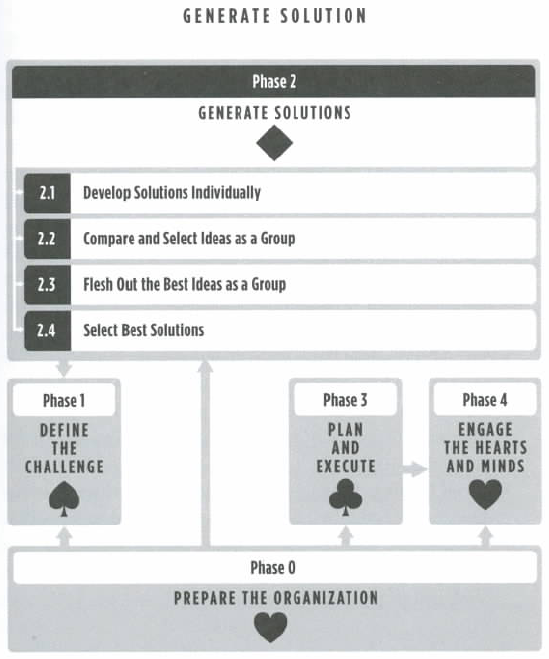 GENERATE SOLUTION
Phase 2
GENERATE SOLUTIONS
2.1 Develop Solutions Individually
2.2 Compare and Select Ideas as a Group
2.3 Flesh Out the Best Ideas as a Group
2.4 Select Best Solutions
Phase 1
DEFINE
THE
CHALLENGE
Phase 3
PLAN
AND
EXECUTE
Phase 4
ENGAGE
THE HEARTS
AND MINDS
Phase 0
PREPARE THE ORGANIZATION